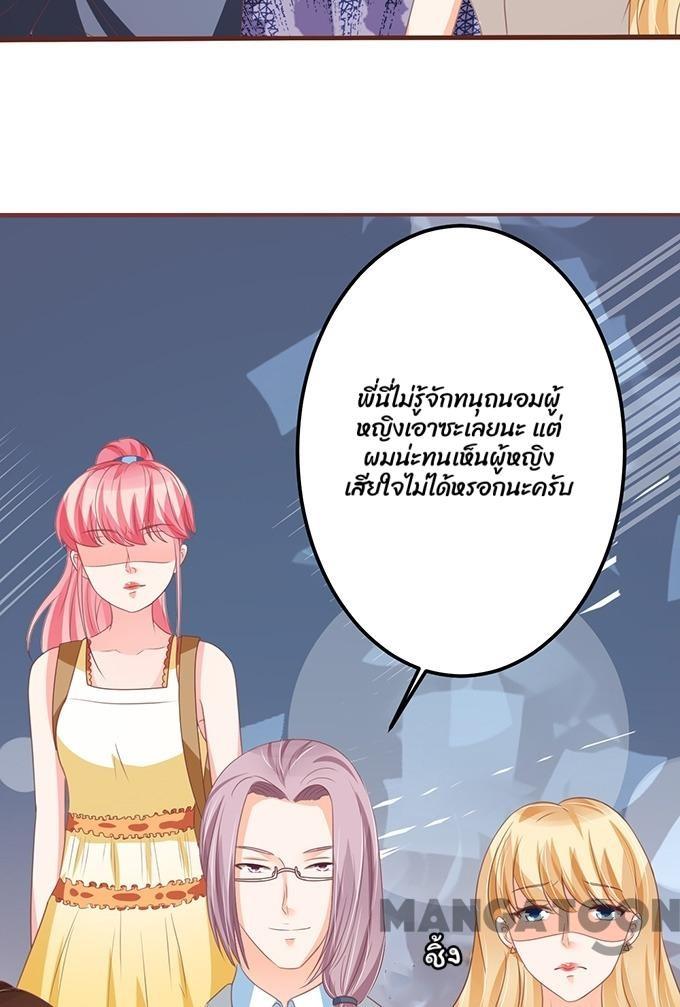 พี่นี่ไม่รู้จักทนุถนอมผู้
หญิงเอาซะเลยนะ แต่
ผมน่ะทนเห็นผู้หญิง
เสียใจไม่ได้หรอกนะครับ
MANGATOON
ชิ้ง